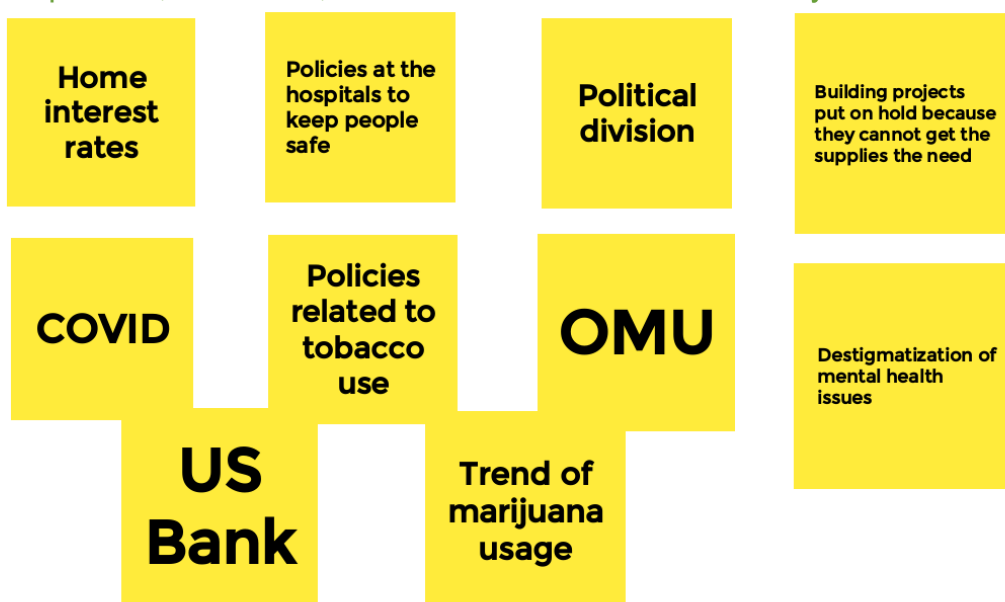 Home
interest
rates
Policies at the
hospitals to
keep people
safe
Political
division
Building projects
put on hold because
they cannot get the
supplies the need
COVID
Policies
related to
tobacco
use
OMU
Destigmatization of
mental health
issues
US
Bank
Trend of
marijuana
usage